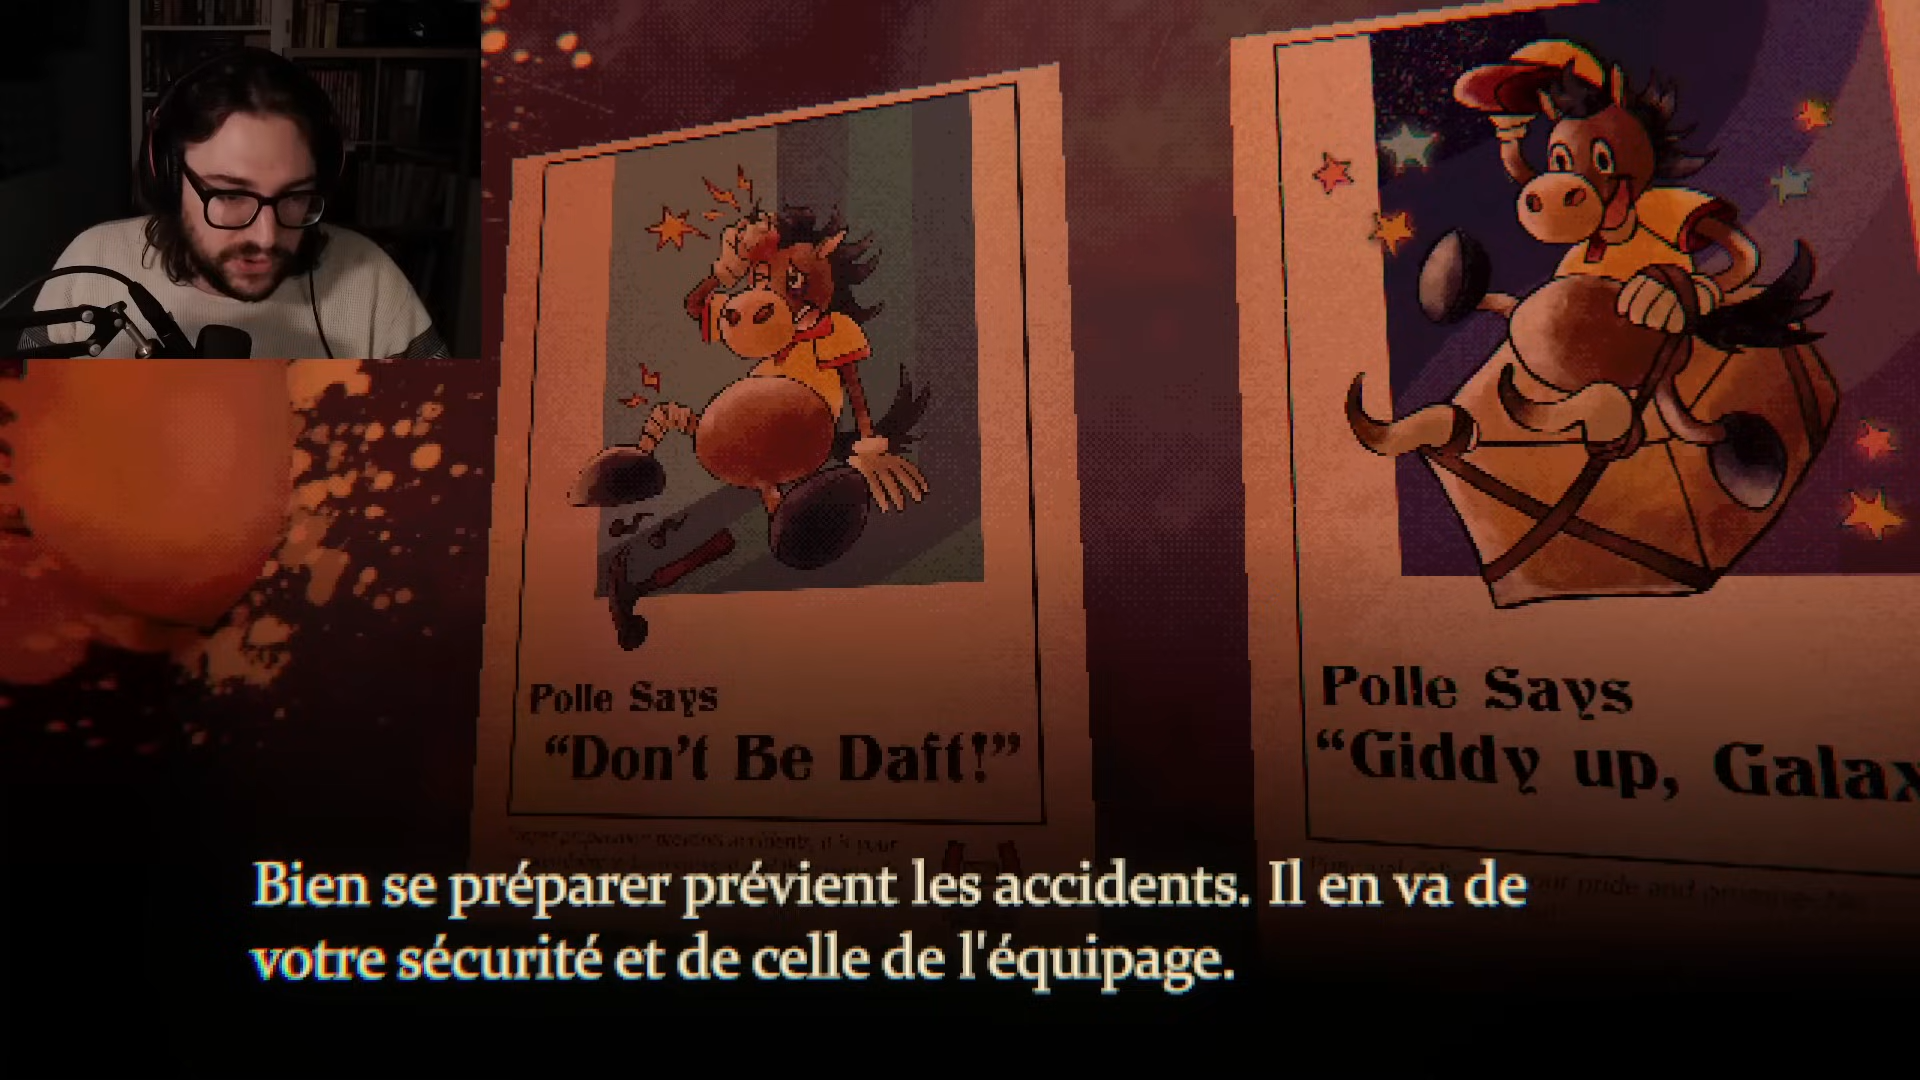 Polle Says
“Don’t Be Daft!”
Polle Says
“Giddy up, Galax
Bien se préparer prévient les accidents. Il en va de
votre sécurité et de celle de l'équipage.